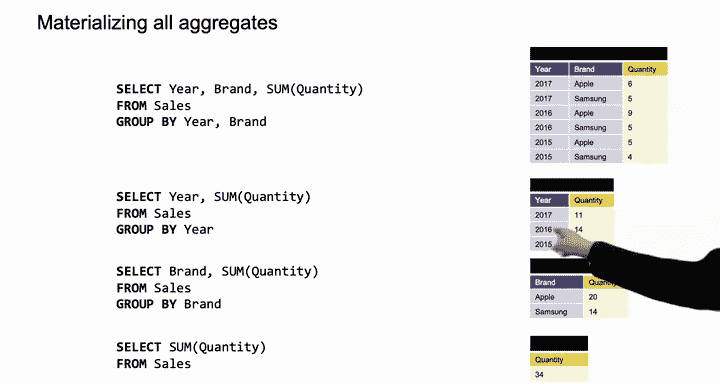 Materializing all aggregates
SELECT Year, Brand, SUM(Quantity)
FROM Sales
GROUP BY Year, Brand
Year Brand Quantity
2017 Apple 6
2017 Samsung 5
2016 Apple 9
2016 Samsung 5
2015 Apple 5
2015 Samsung 4
SELECT Year, SUM(Quantity)
FROM Sales
GROUP BY Year
Year Quantity
2017 11
2016 14
2015
SELECT Brand, SUM(Quantity)
FROM Sales
GROUP BY Brand
Brand
Apple 20
Samsung 14
SELECT SUM(Quantity)
FROM Sales
Quantity
34